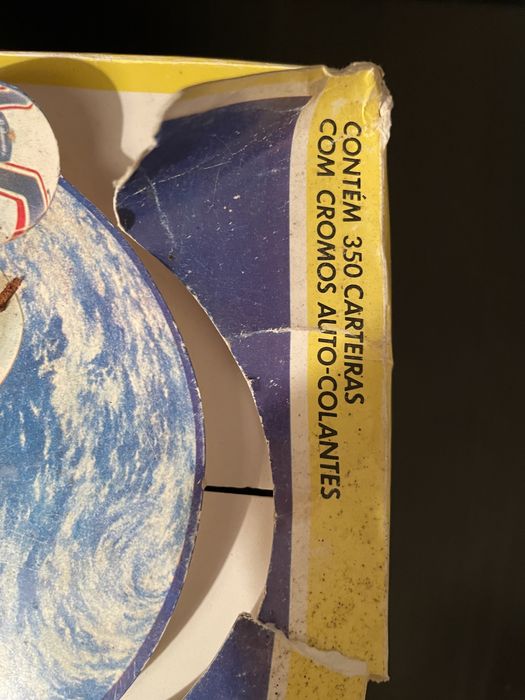 CONTÉM 350 CARTEIRAS
COM CROMOS AUTO-COLANTES